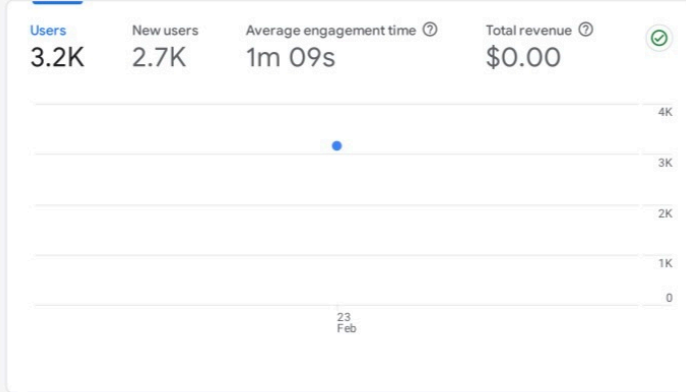 Users New users Average engagement time Total revenue
3.2K 2.7K 1m 09s $0.00
4K
3K
2K
1K
0
23
Feb